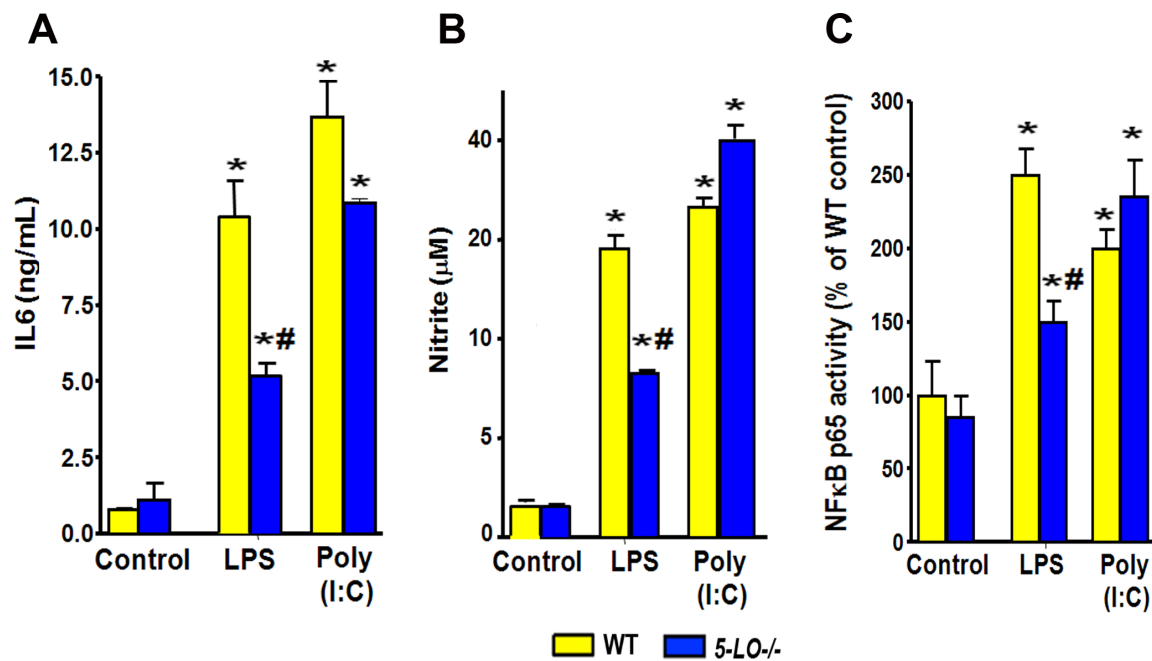 A
IL6 (ng/mL)
15.0
12.5
10.0
7.5
5.0
2.5
0.0
*
*
*#
*
Control LPS Poly
(I:C)
B
Nitrite (μM)
40
20
10
5
0
*
*
*
*#
Control LPS Poly
(I:C)
C
NFκB p65 activity (% of WT control)
300
250
200
150
100
50
0
*
*
*
*#
Control LPS Poly
(I:C)
WT 5-LO-/-